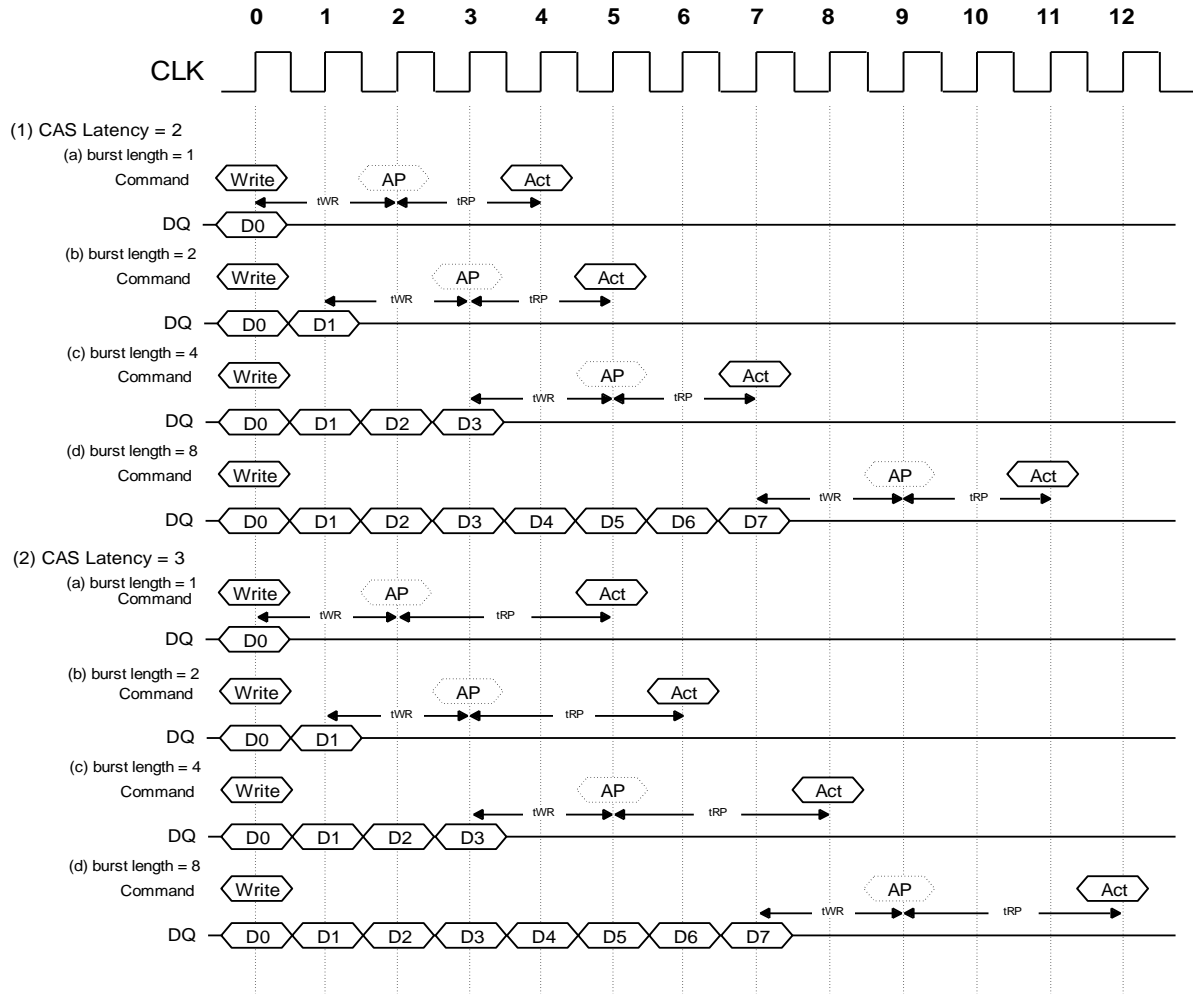 0 1 2 3 4 5 6 7 8 9 10 11 12
CLK
(1) CAS Latency = 2
(a) burst length = 1
Command Write AP Act
tWR tRP
DQ D0
(b) burst length = 2
Command Write AP Act
tWR tRP
DQ D0 D1
(c) burst length = 4
Command Write AP Act
tWR tRP
DQ D0 D1 D2 D3
(d) burst length = 8
Command Write AP Act
tWR tRP
DQ D0 D1 D2 D3 D4 D5 D6 D7
(2) CAS Latency = 3
(a) burst length = 1
Command Write AP Act
tWR tRP
DQ D0
(b) burst length = 2
Command Write AP Act
tWR tRP
DQ D0 D1
(c) burst length = 4
Command Write AP Act
tWR tRP
DQ D0 D1 D2 D3
(d) burst length = 8
Command Write AP Act
tWR tRP
DQ D0 D1 D2 D3 D4 D5 D6 D7